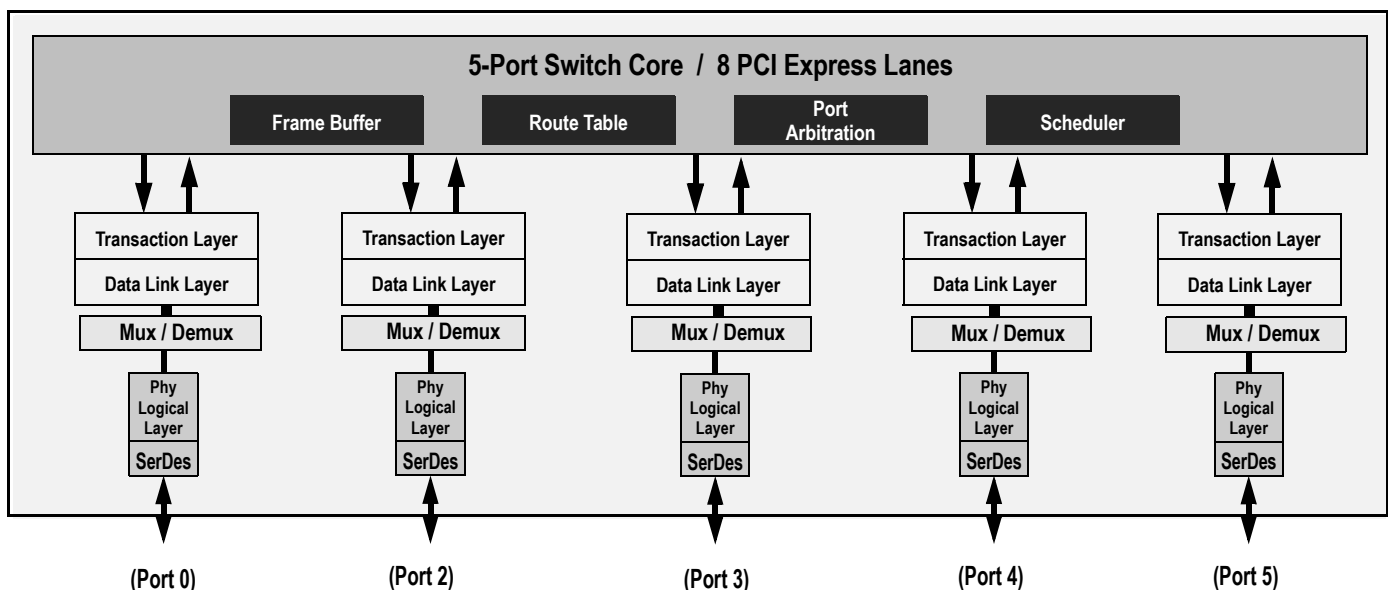 5-Port Switch Core / 8 PCI Express Lanes
Frame Buffer
Route Table
Port
Arbitration
Scheduler
Transaction Layer
Transaction Layer
Transaction Layer
Transaction Layer
Transaction Layer
Data Link Layer
Data Link Layer
Data Link Layer
Data Link Layer
Data Link Layer
Mux / Demux
Mux / Demux
Mux / Demux
Mux / Demux
Mux / Demux
Phy
Logical
Layer
Phy
Logical
Layer
Phy
Logical
Layer
Phy
Logical
Layer
Phy
Logical
Layer
SerDes
SerDes
SerDes
SerDes
SerDes
(Port 0)
(Port 2)
(Port 3)
(Port 4)
(Port 5)